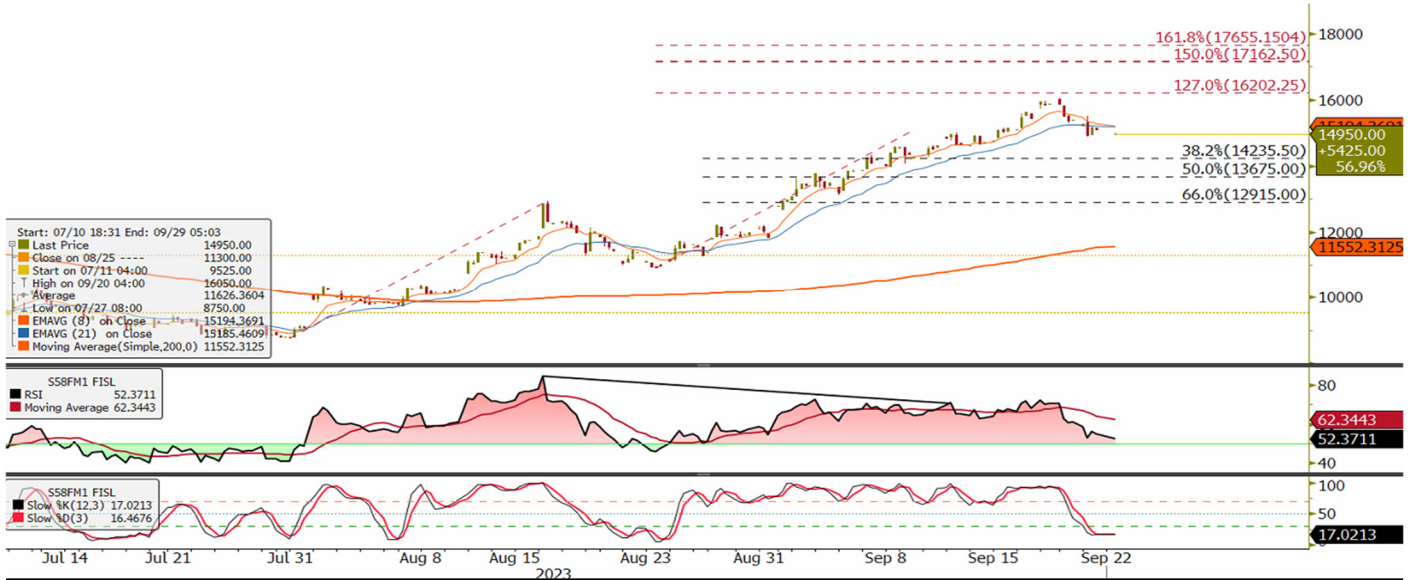 18000
161.8%(17655.1504)
150.0%(17162.50)
127.0%(16202.25)
16000
15194.3691
14950.00
+5425.00
56.96%
38.2%(14235.50)
50.0%(13675.00)
66.0%(12915.00)
12000
11552.3125
10000
Start: 07/10 18:31 End: 09/29 05:03
Last Price 14950.00
Close on 08/25 ---- 11300.00
Start on 07/11 04:00 9525.00
High on 09/20 04:00 16050.00
Average 11626.3604
Low on 07/27 08:00 8750.00
EMAVG (8) on Close 15194.3691
EMAVG (21) on Close 15185.4609
Moving Average(Simple,200,0) 11552.3125
S58FM1 FISL
RSI 52.3711
Moving Average 62.3443
80
62.3443
52.3711
40
S58FM1 FISL
Slow %K(12,3) 17.0213
Slow %D(3) 16.4676
100
50
17.0213
0
Jul 14 Jul 21 Jul 31 Aug 8 Aug 15 Aug 23 Aug 31 Sep 8 Sep 15 Sep 22
2023